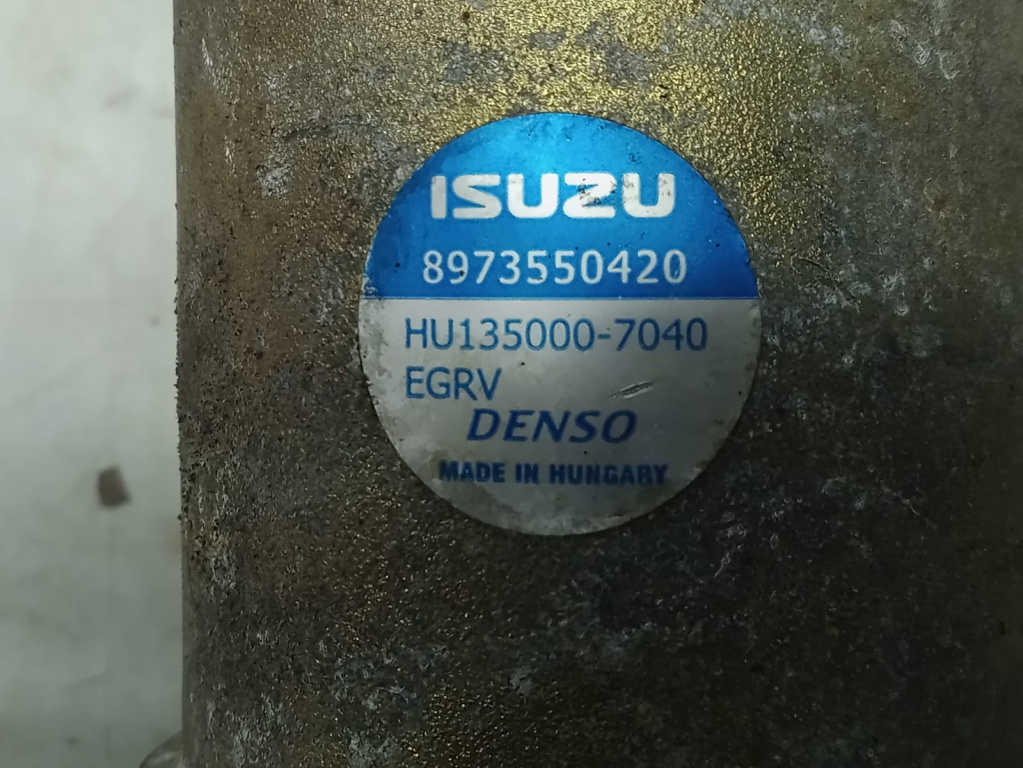 ISUZU
8973550420
HU135000-7040
EGRV
DENSO
MADE IN HUNGARY